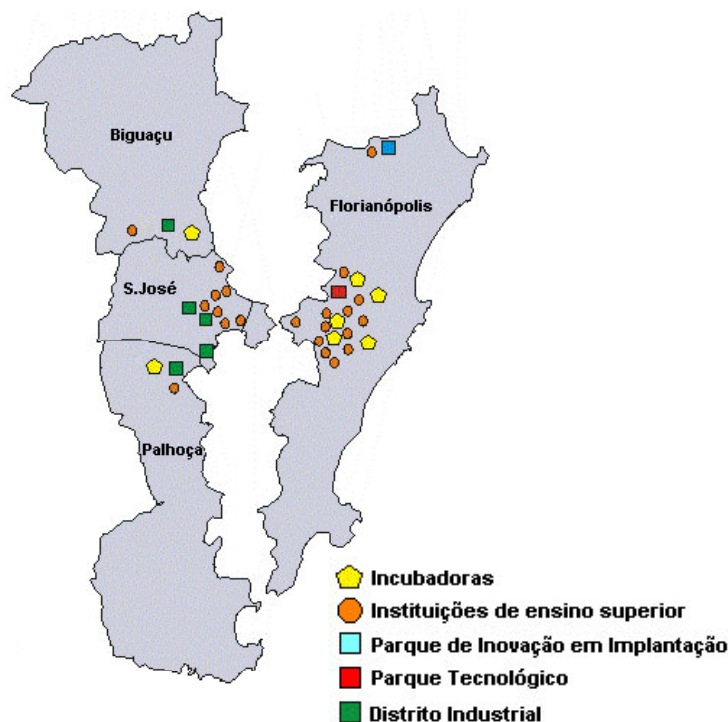 Biguaçu
Florianópolis
S.José
Palhoça
Incubadoras
Instituições de ensino superior
Parque de Inovação em Implantação
Parque Tecnológico
Distrito Industrial